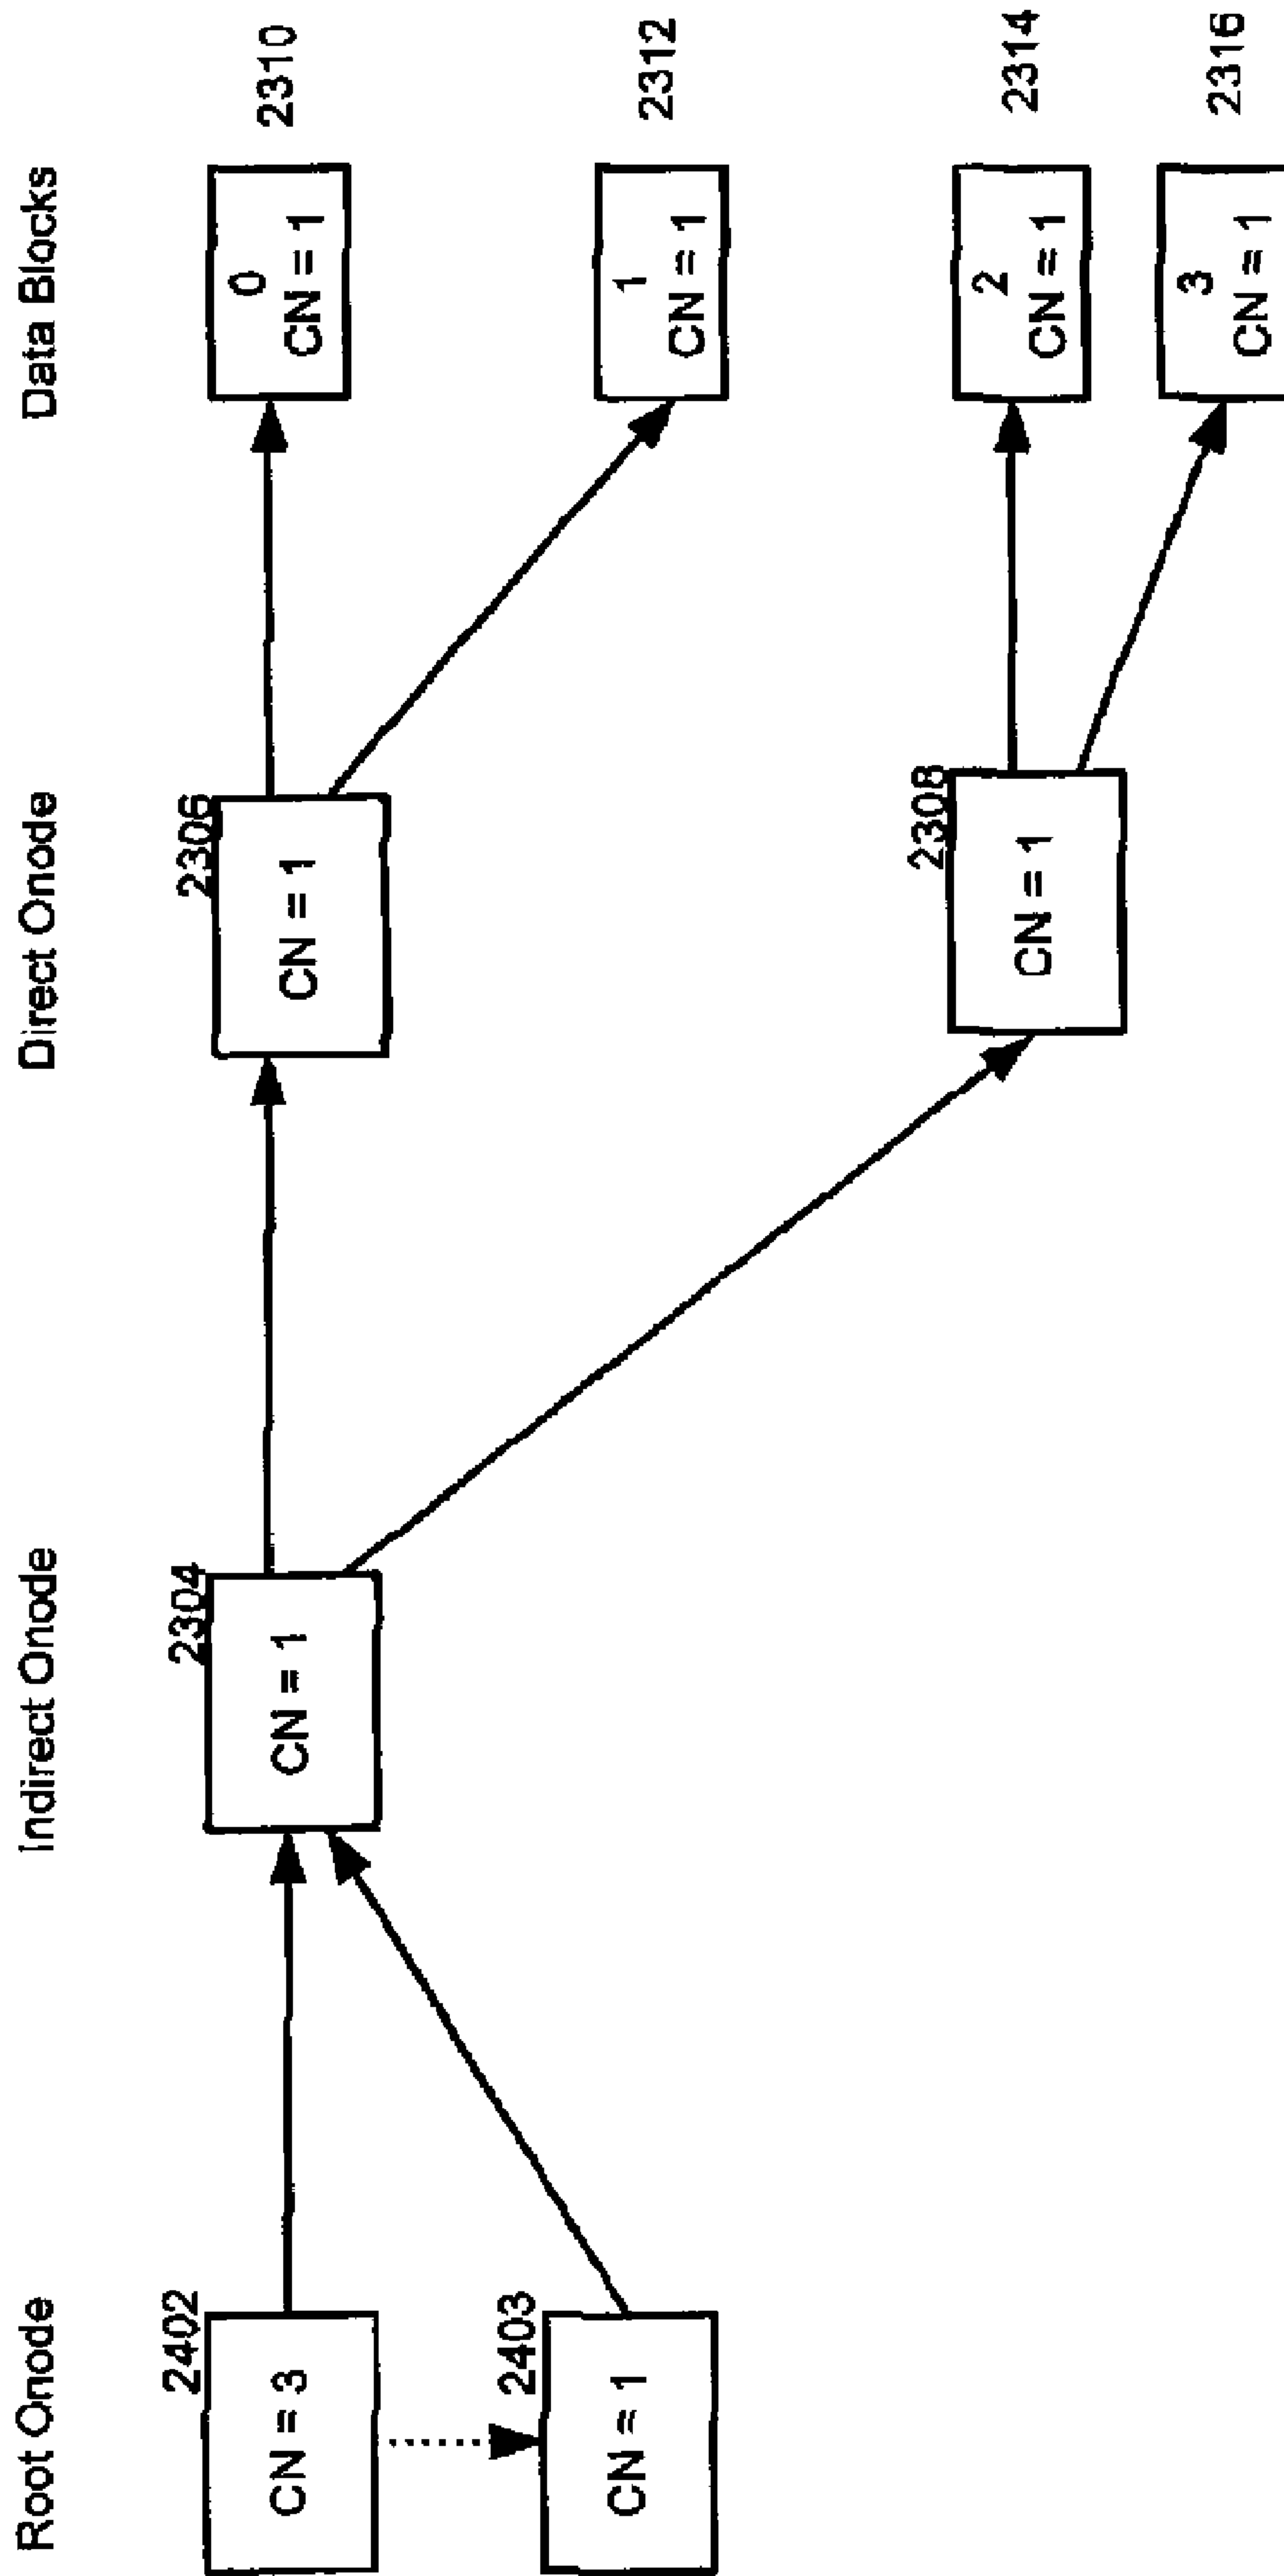 Root Onode
Indirect Onode
Direct Onode
Data Blocks
2402
CN = 3
2403
CN = 1
2304
CN = 1
2306
CN = 1
2308
CN = 1
0
CN = 1
2310
1
CN = 1
2312
2
CN = 1
2314
3
CN = 1
2316